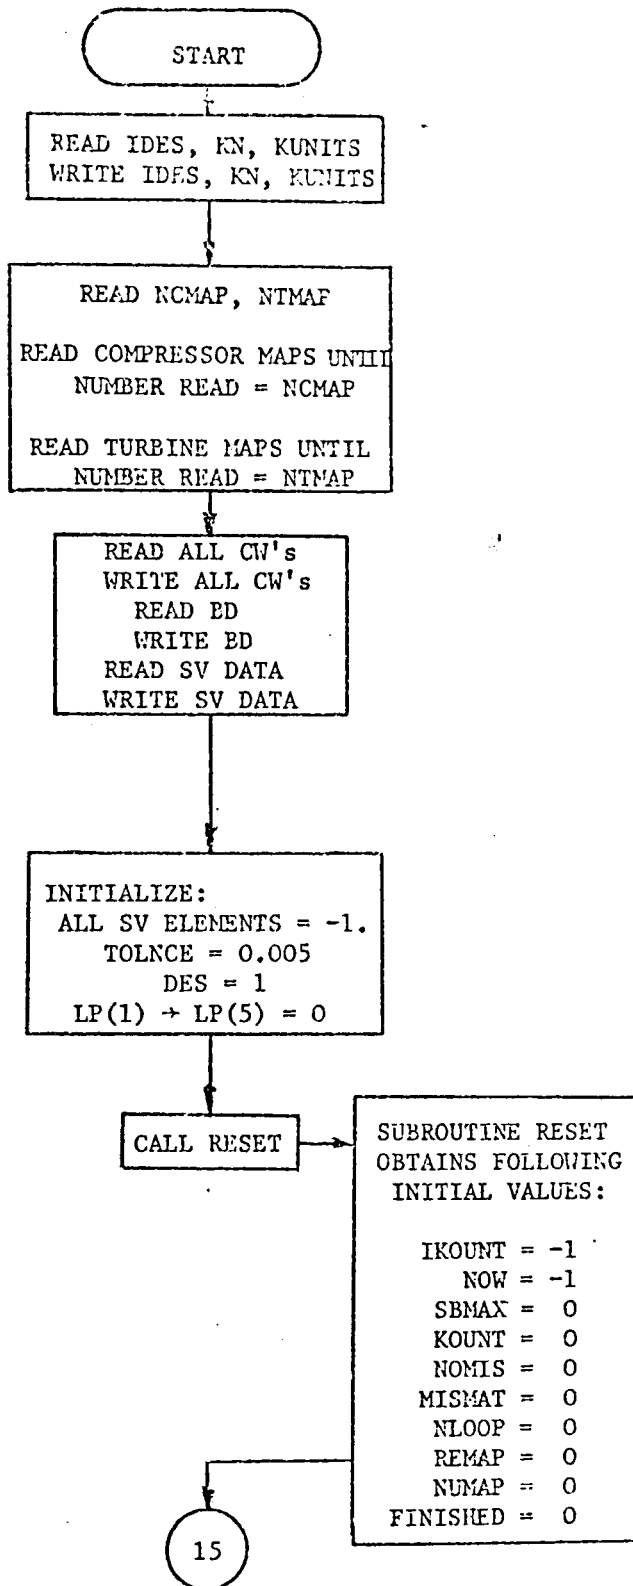 START
READ IDES, KN, KUNITS
WRITE IDES, KN, KUNITS
READ NCMAP, NTMAP
READ COMPRESSOR MAPS UNTIL
NUMBER READ = NCMAP
READ TURBINE MAPS UNTIL
NUMBER READ = NTMAP
READ ALL CW's
WRITE ALL CW's
READ BD
WRITE BD
READ SV DATA
WRITE SV DATA
INITIALIZE:
ALL SV ELEMENTS = -1.
TOLNCE = 0.005
DES = 1
LP(1) → LP(5) = 0
CALL RESET
SUBROUTINE RESET
OBTAINS FOLLOWING
INITIAL VALUES:
IKOUNT = -1
NOW = -1
SBMAX = 0
KOUNT = 0
NOMIS = 0
MISMAT = 0
NLOOP = 0
REMAP = 0
NUMAP = 0
FINISHED = 0
15